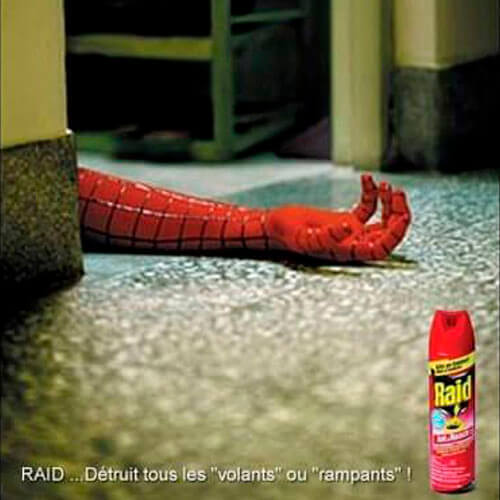 Raid
RAID ...Détruit tous les "volants" ou "rampants" !